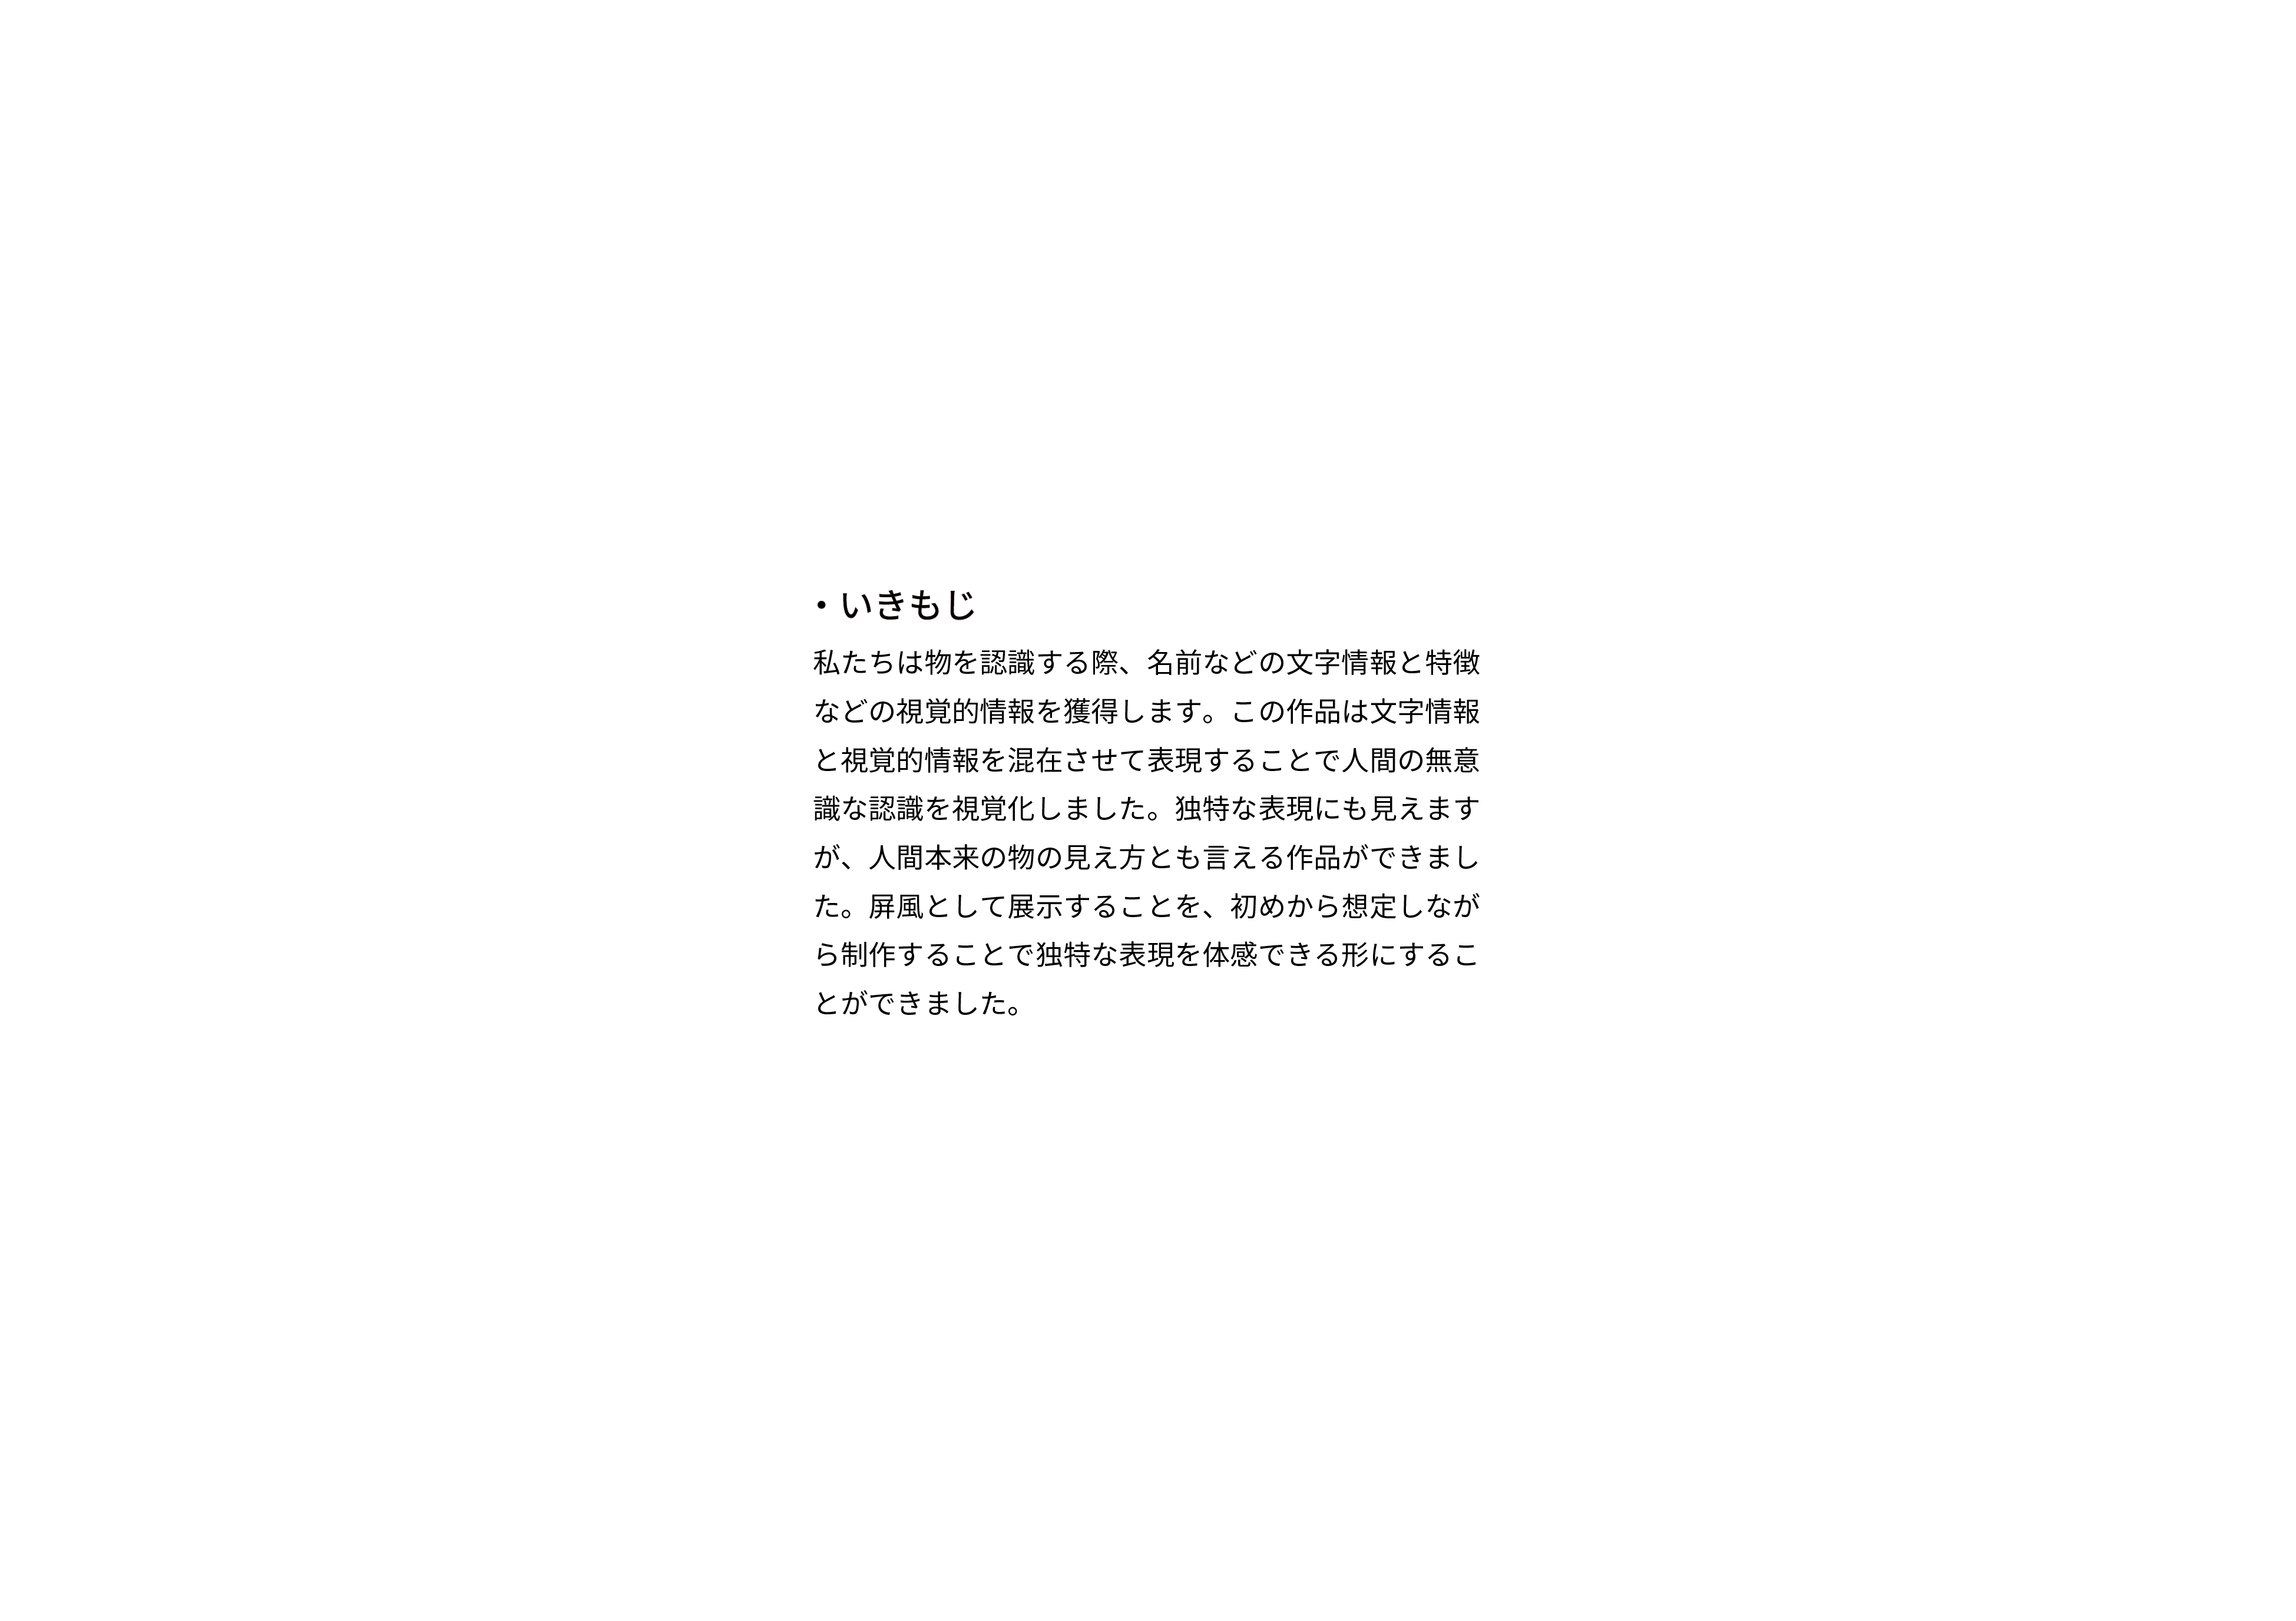 ・いきもじ
私たちは物を認識する際、名前などの文字情報と特徴
などの視覚的情報を獲得します。この作品は文字情報
と視覚的情報を混在させて表現することで人間の無意
識な認識を視覚化しました。独特な表現にも見えます
が、人間本来の物の見え方とも言える作品ができまし
た。屏風として展示することを、初めから想定しなが
ら制作することで独特な表現を体感できる形にするこ
とができました。